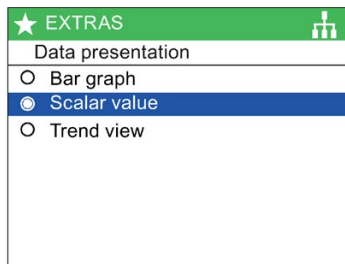 EXTRAS
Data presentation
Bar graph
Scalar value
Trend view